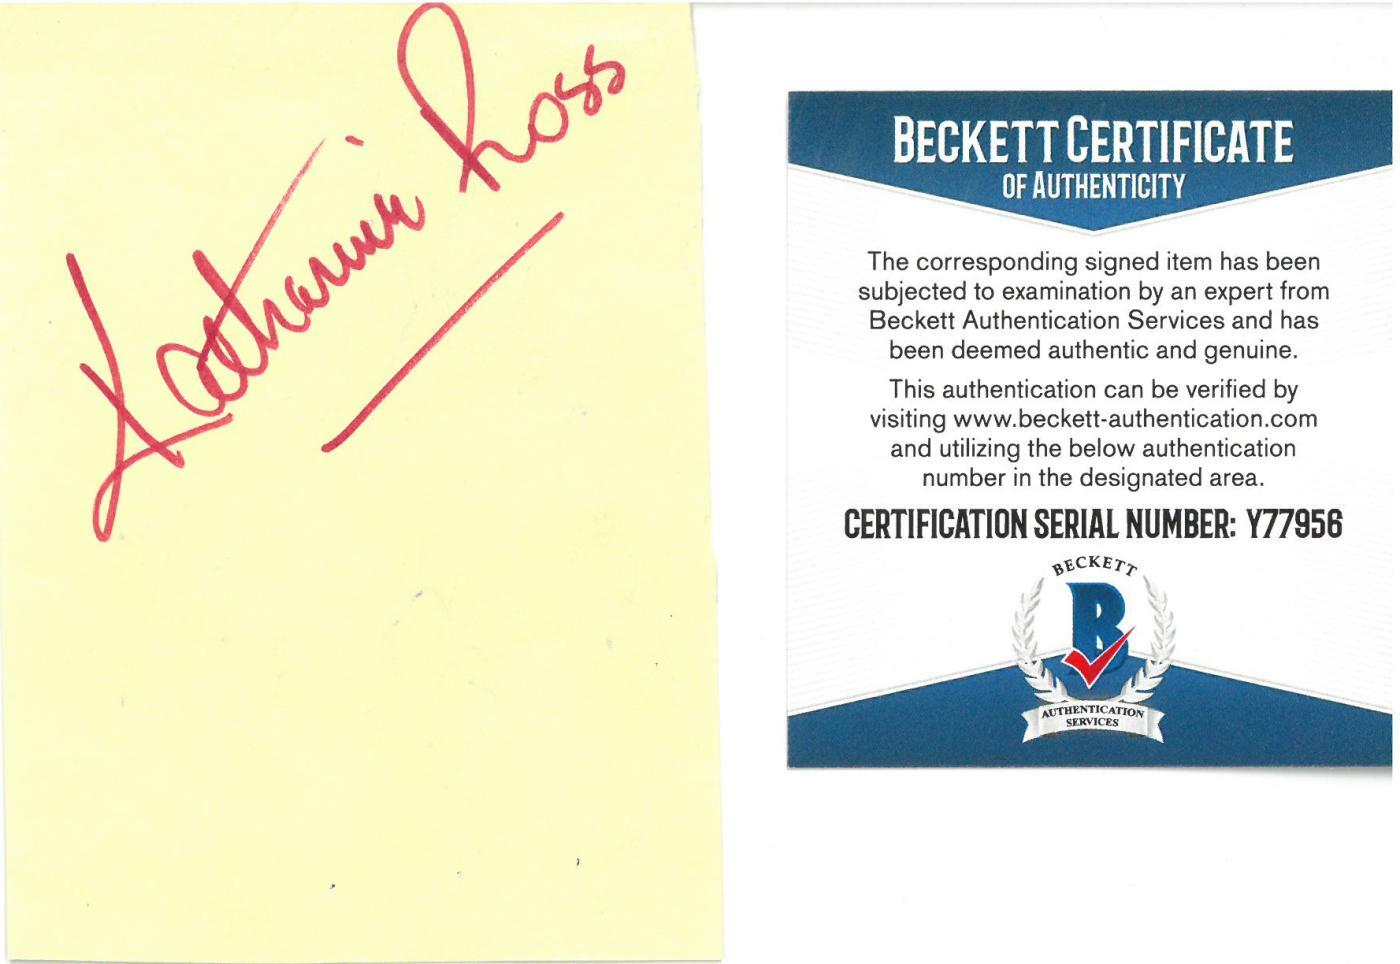 Katharine Ross
BECKETT CERTIFICATE
OF AUTHENTICITY
The corresponding signed item has been
subjected to examination by an expert from
Beckett Authentication Services and has
been deemed authentic and genuine.
This authentication can be verified by
visiting www.beckett-authentication.com
and utilizing the below authentication
number in the designated area.
CERTIFICATION SERIAL NUMBER: Y77956
BECKETT
B
AUTHENTICATION
SERVICES